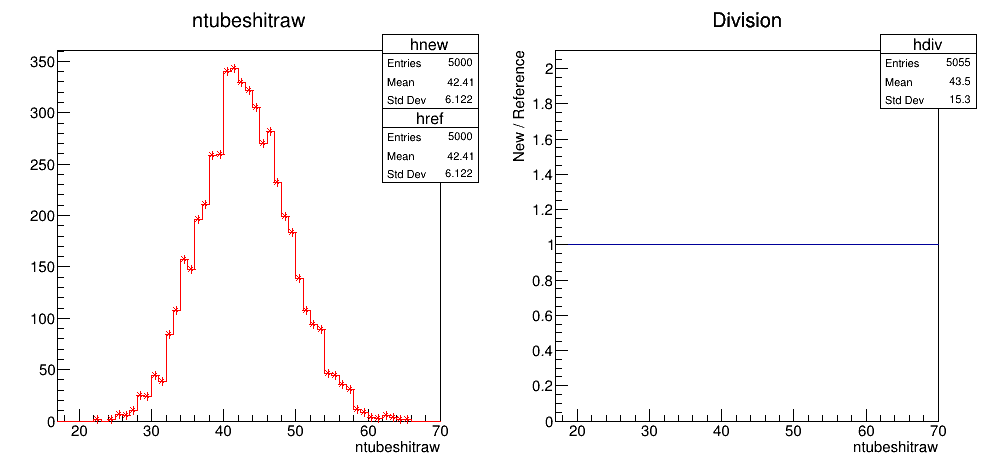 ntubeshitraw
hnew
Entries 5000
Mean 42.41
Std Dev 6.122
href
Entries 5000
Mean 42.41
Std Dev 6.122
350
300
250
200
150
100
50
0
20 30 40 50 60 70
ntubeshitraw
Division
hdiv
Entries 5055
Mean 43.5
Std Dev 15.3
New / Reference
2
1.8
1.6
1.4
1.2
1
0.8
0.6
0.4
0.2
0
20 30 40 50 60 70
ntubeshitraw